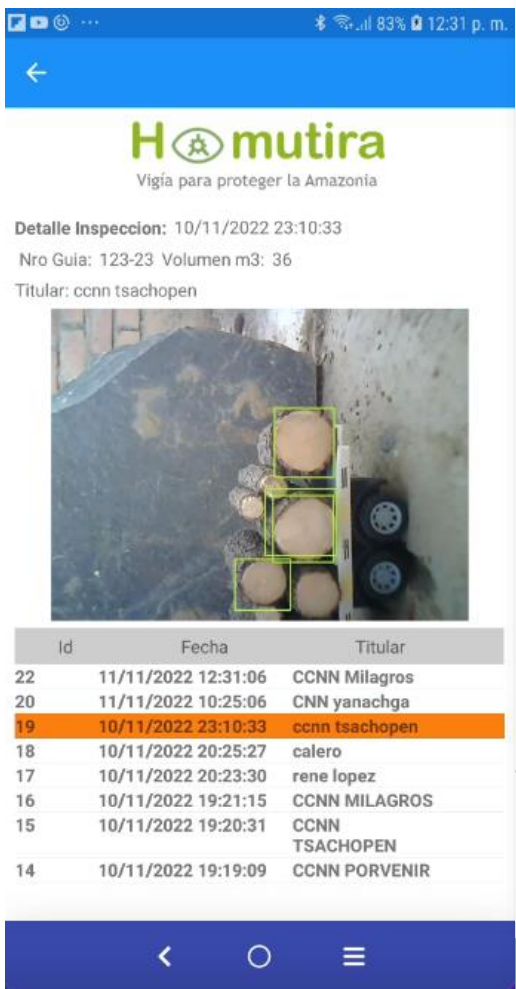 83% 12:31 p. m.
Homutira
Vigía para proteger la Amazonia
Detalle Inspeccion: 10/11/2022 23:10:33
Nro Guia: 123-23 Volumen m3: 36
Titular: ccnn tsachopen
Id Fecha Titular
22 11/11/2022 12:31:06 CCNN Milagros
20 11/11/2022 10:25:06 CNN yanachga
19 10/11/2022 23:10:33 ccnn tsachopen
18 10/11/2022 20:25:27 calero
17 10/11/2022 20:23:30 rene lopez
16 10/11/2022 19:21:15 CCNN MILAGROS
15 10/11/2022 19:20:31 CCNN
TSACHOPEN
14 10/11/2022 19:19:09 CCNN PORVENIR